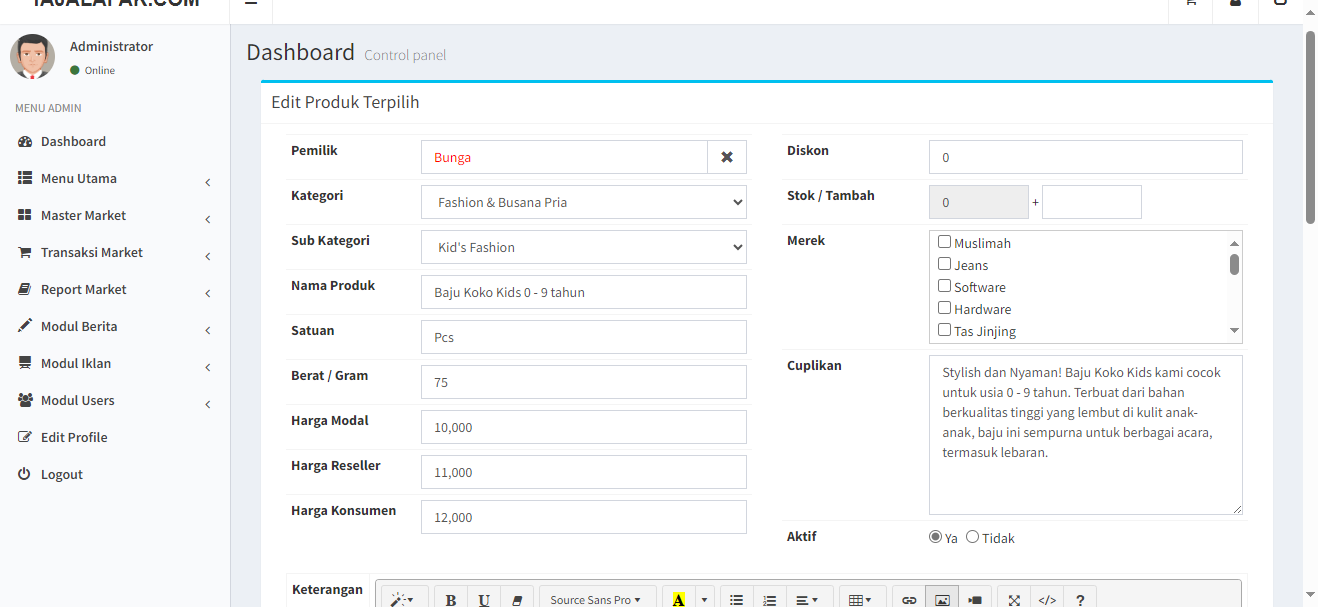 TAJALAPAK.COM
Administrator
Online
MENU ADMIN
Dashboard
Menu Utama
Master Market
Transaksi Market
Report Market
Modul Berita
Modul Iklan
Modul Users
Edit Profile
Logout
Dashboard Control panel
Edit Produk Terpilih
Pemilik Bunga
Kategori Fashion & Busana Pria
Sub Kategori Kid's Fashion
Nama Produk Baju Koko Kids 0 - 9 tahun
Satuan Pcs
Berat / Gram 75
Harga Modal 10,000
Harga Reseller 11,000
Harga Konsumen 12,000
Diskon 0
Stok / Tambah 0 +
Merek Muslimah
Jeans
Software
Hardware
Tas Jinjing
Cuplikan Stylish dan Nyaman! Baju Koko Kids kami cocok
untuk usia 0 - 9 tahun. Terbuat dari bahan
berkualitas tinggi yang lembut di kulit anak-
anak, baju ini sempurna untuk berbagai acara,
termasuk lebaran.
Aktif Ya Tidak
Keterangan B U Source Sans Pro A </> ?